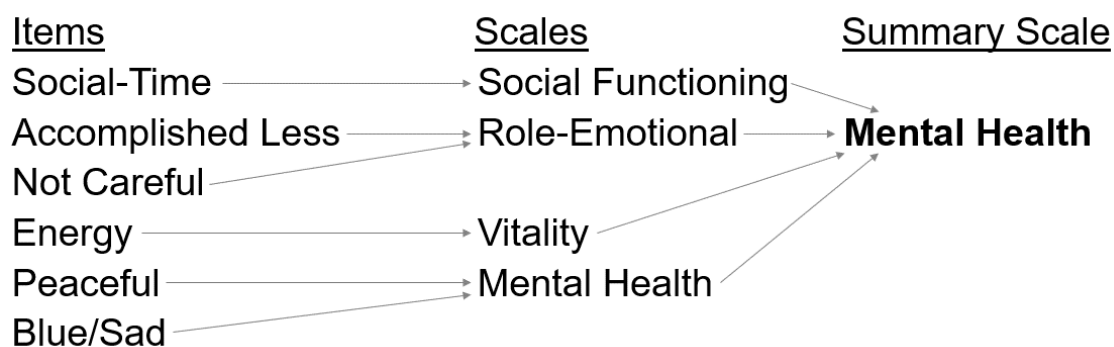 Items Scales Summary Scale
Social-Time Social Functioning
Accomplished Less Role-Emotional Mental Health
Not Careful
Energy Vitality
Peaceful Mental Health
Blue/Sad